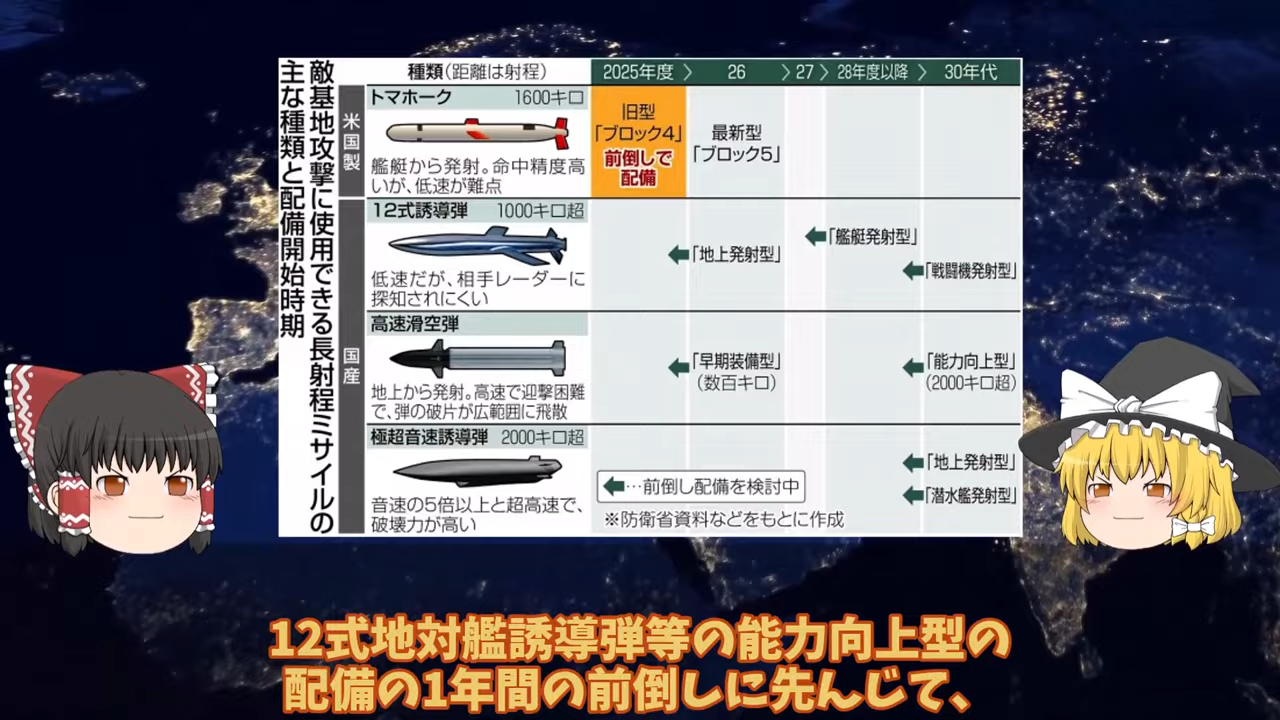 敵基地攻撃に使用できる長射程ミサイルの
主な種類と配備開始時期
種類(距離は射程)
2025年度 〉 26 〉 27 〉 28年度以降 〉 30年代
米国製
トマホーク 1600キロ
艦艇から発射。命中精度高
いが、低速が難点
旧型
「ブロック4」
前倒しで
配備
最新型
「ブロック5」
国産
12式誘導弾 1000キロ超
低速だが、相手レーダーに
探知されにくい
←「地上発射型」
←「艦艇発射型」
←「戦闘機発射型」
高速滑空弾
地上から発射。高速で迎撃困難
で、弾の破片が広範囲に飛散
←「早期装備型」
(数百キロ)
←「能力向上型」
(2000キロ超)
極超音速誘導弾 2000キロ超
音速の5倍以上と超高速で、
破壊力が高い
←「地上発射型」
←「潜水艦発射型」
←…前倒し配備を検討中
※防衛省資料などをもとに作成
12式地対艦誘導弾等の能力向上型の
配備の1年間の前倒しに先んじて、